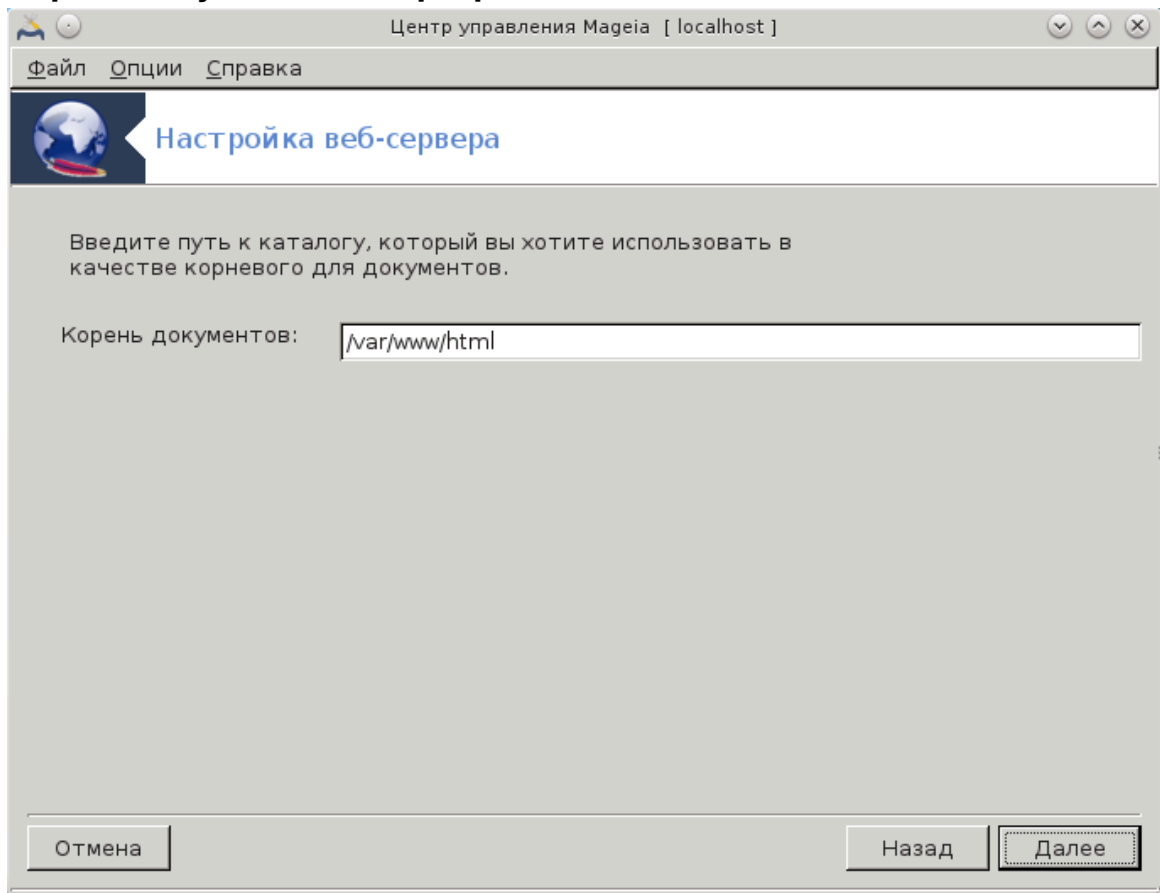 Центр управления Mageia [ localhost ]
Файл Опции Справка
Настройка веб-сервера
Введите путь к каталогу, который вы хотите использовать в
качестве корневого для документов.
Корень документов: /var/www/html
Отмена Назад Далее